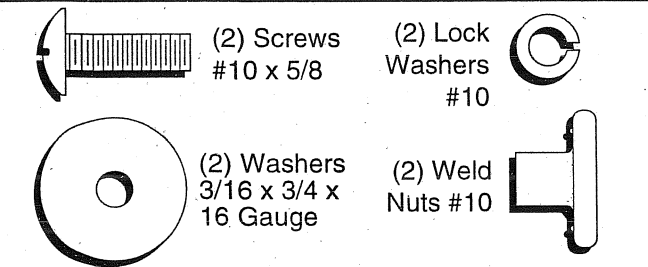 (2) Screws
#10 x 5/8
(2) Lock
Washers
#10
(2) Washers
3/16 x 3/4 x
16 Gauge
(2) Weld
Nuts #10